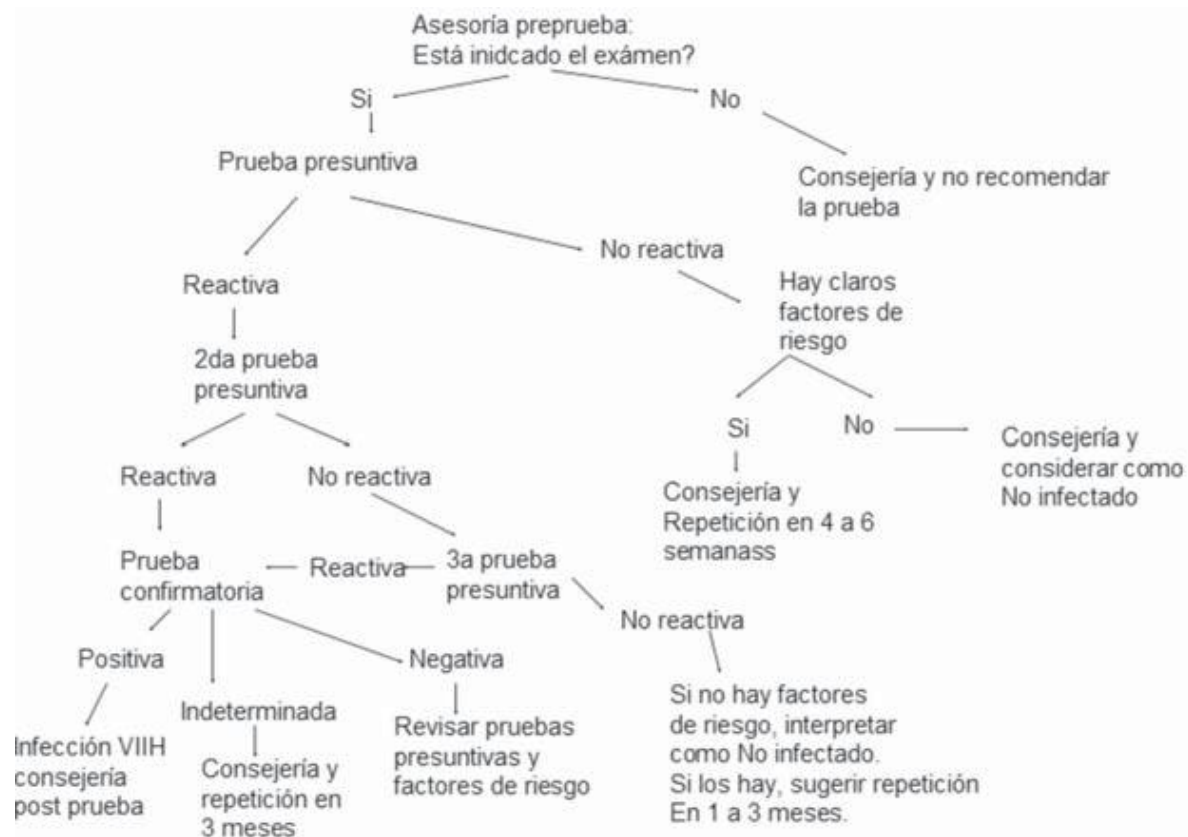 Asesoría preprueba:
Está inidcado el exámen?
Si
No
Prueba presuntiva
Consejería y no recomendar
la prueba
No reactiva
Reactiva
Hay claros
factores de
riesgo
2da prueba
presuntiva
Si
No
Consejería y
considerar como
No infectado
Reactiva
No reactiva
Consejería y
Repetición en 4 a 6
semanass
Prueba
confirmatoria
Reactiva
3a prueba
presuntiva
No reactiva
Positiva
Negativa
Indeterminada
Infección VIIH
consejería
post prueba
Consejería y
repetición en
3 meses
Revisar pruebas
presuntivas y
factores de riesgo
Si no hay factores
de riesgo, interpretar
como No infectado.
Si los hay, sugerir repetición
En 1 a 3 meses.